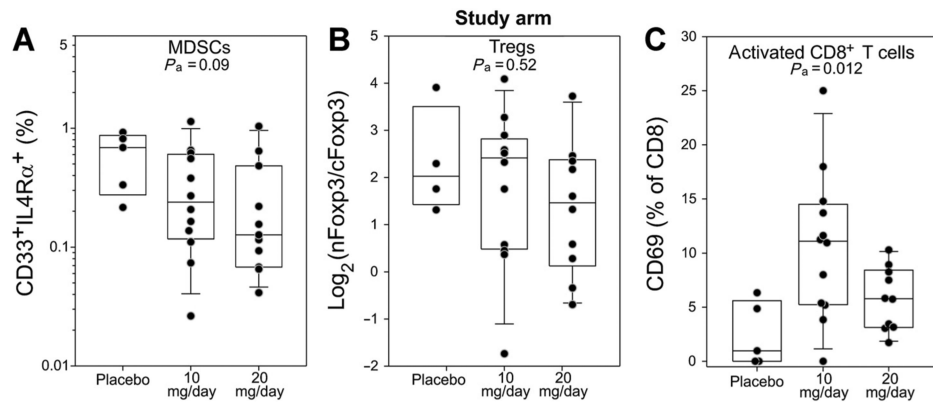 Study arm
A
MDSCs
Pa = 0.09
CD33+IL4Rα+ (%)
5
1
0.1
0.01
Placebo
10
mg/day
20
mg/day
B
Tregs
Pa = 0.52
Log2(nFoxp3/cFoxp3)
5
4
3
2
1
0
−1
−2
Placebo
10
mg/day
20
mg/day
C
Activated CD8+ T cells
Pa = 0.012
CD69 (% of CD8)
30
25
20
15
10
5
0
Placebo
10
mg/day
20
mg/day